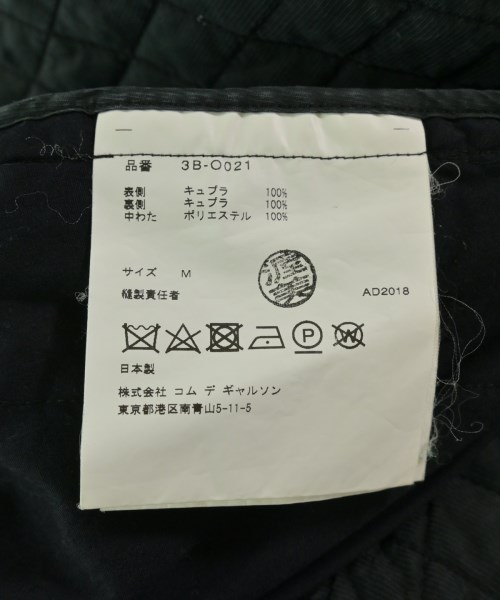 品番 3B-O021
表側 キュプラ 100%
裏側 キュプラ 100%
中わた ポリエステル 100%
サイズ M
縫製責任者
AD2018
P
W
日本製
株式会社 コム デ ギャルソン
東京都港区南青山5-11-5